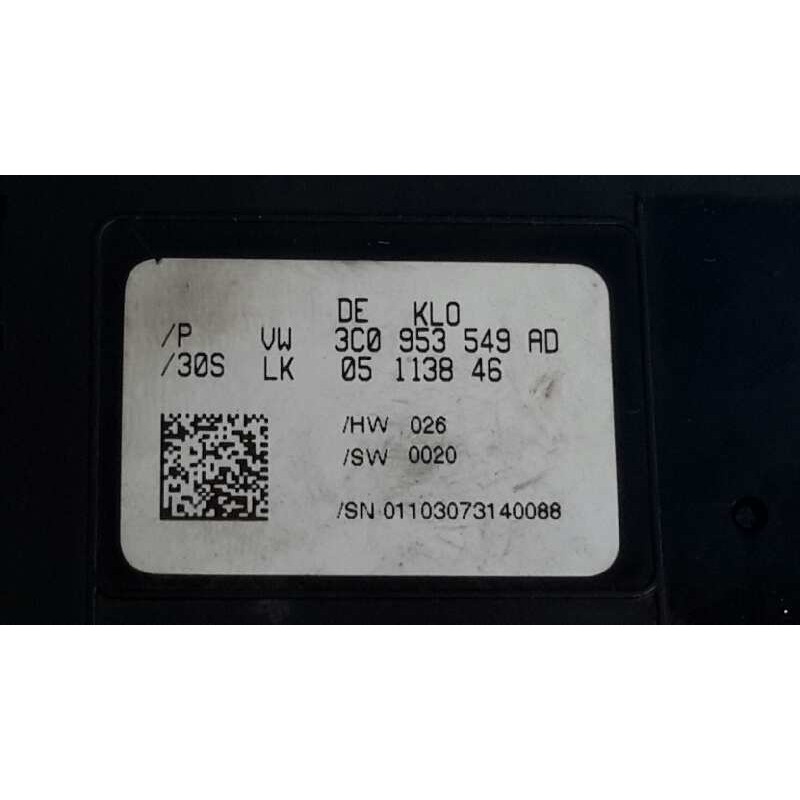 DE KLO
/P VW 3C0 953 549 AD
/30S LK 05 1138 46
/HW 026
/SW 0020
/SN 01103073140088